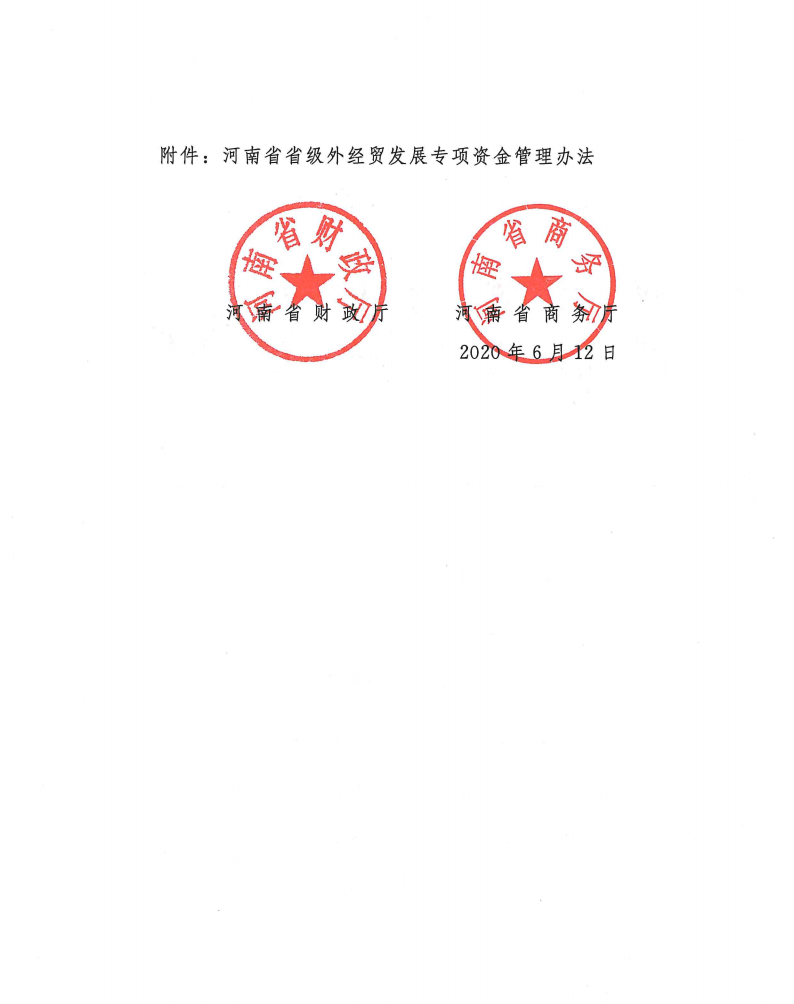 附件：河南省省级外经贸发展专项资金管理办法
河南省财政厅
河南省商务厅
河南省财政厅 河南省商务厅
2020年6月12日